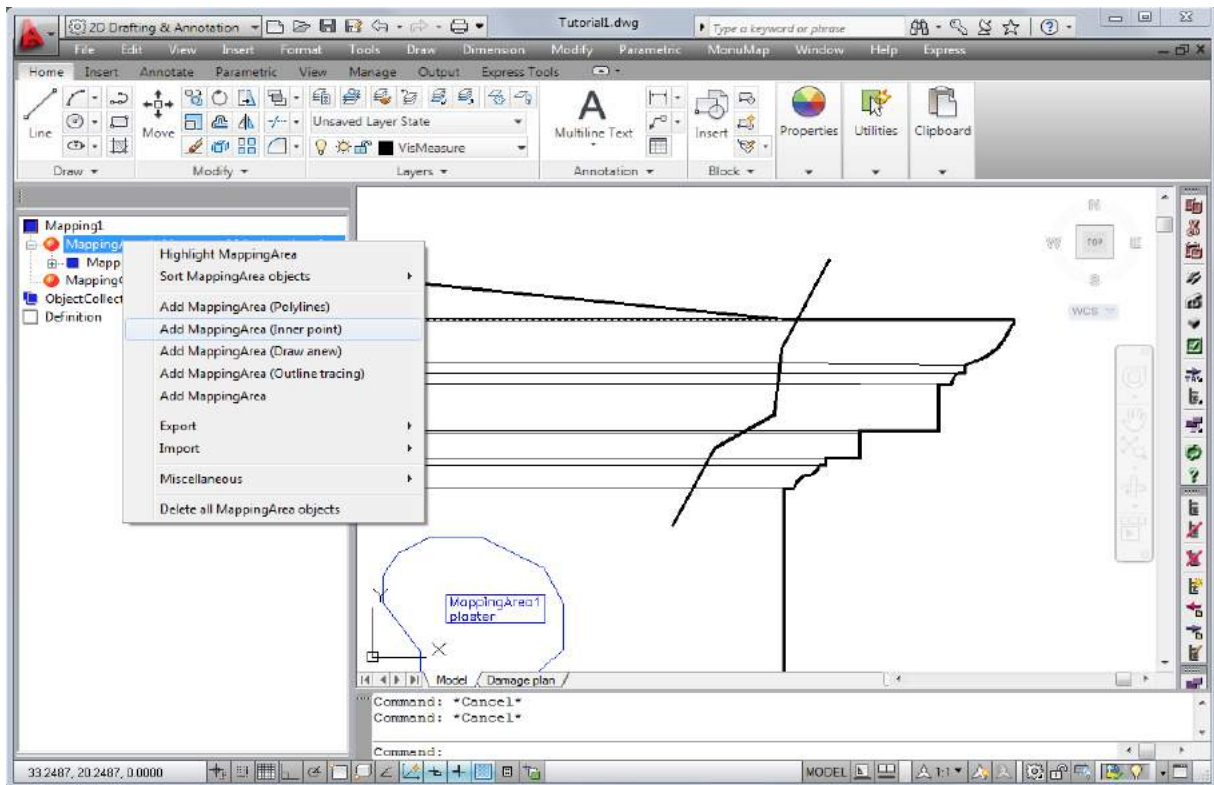 2D Drafting & Annotation
Tutorial1.dwg
Type a keyword or phrase
File Edit View Insert Format Tools Draw Dimension Modify Parametric MonuMap Window Help Express
Home Insert Annotate Parametric View Manage Output Express Tools
Line
Move
Unsaved Layer State
VisMeasure
Multiline Text
Insert
Properties
Utilities
Clipboard
Draw
Modify
Layers
Annotation
Block
Mapping1
Mapping
Mapp
Mapping
ObjectCollect
Definition
Highlight MappingArea
Sort MappingArea objects
Add MappingArea (Polylines)
Add MappingArea (Inner point)
Add MappingArea (Draw anew)
Add MappingArea (Outline tracing)
Add MappingArea
Export
Import
Miscellaneous
Delete all MappingArea objects
N
W TOP E
S
WCS
MappingArea1
plaster
Y
X
Model / Damage plan /
Command: *Cancel*
Command: *Cancel*
Command:
33.2487, 20.2487, 0.0000
MODEL
1:1